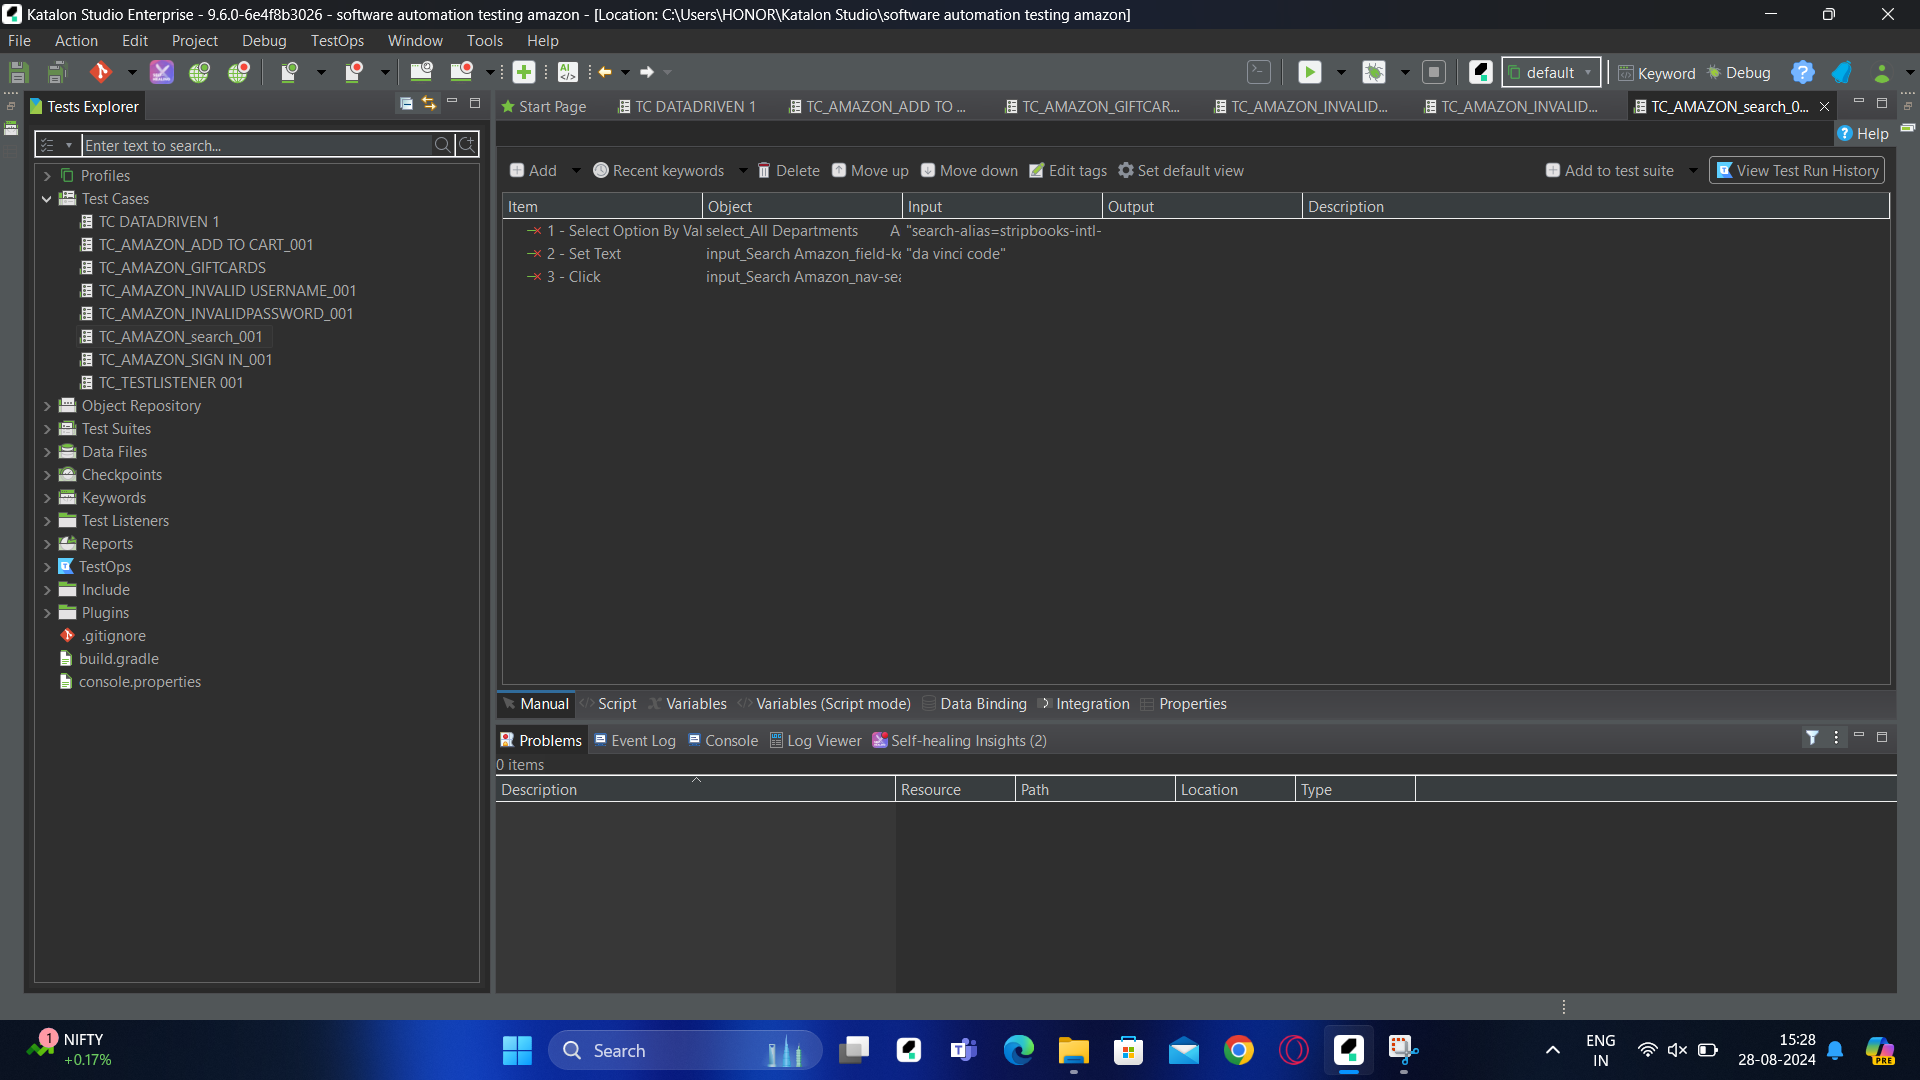 Katalon Studio Enterprise - 9.6.0-6e4f8b3026 - software automation testing amazon - [Location: C:\Users\HONOR\Katalon Studio\software automation testing amazon]
File Action Edit Project Debug TestOps Window Tools Help
default Keyword Debug
Tests Explorer
Start Page TC DATADRIVEN 1 TC_AMAZON_ADD TO ... TC_AMAZON_GIFTCAR... TC_AMAZON_INVALID... TC_AMAZON_INVALID... TC_AMAZON_search_0...
Help
Enter text to search...
Profiles
Test Cases
TC DATADRIVEN 1
TC_AMAZON_ADD TO CART_001
TC_AMAZON_GIFTCARDS
TC_AMAZON_INVALID USERNAME_001
TC_AMAZON_INVALIDPASSWORD_001
TC_AMAZON_search_001
TC_AMAZON_SIGN IN_001
TC_TESTLISTENER 001
Object Repository
Test Suites
Data Files
Checkpoints
Keywords
Test Listeners
Reports
TestOps
Include
Plugins
.gitignore
build.gradle
console.properties
Add Recent keywords Delete Move up Move down Edit tags Set default view Add to test suite View Test Run History
Item Object Input Output Description
1 - Select Option By Val select_All Departments A "search-alias=stripbooks-intl-
2 - Set Text input_Search Amazon_field-ke "da vinci code"
3 - Click input_Search Amazon_nav-sea
Manual Script Variables Variables (Script mode) Data Binding Integration Properties
Problems Event Log Console Log Viewer Self-healing Insights (2)
0 items
Description Resource Path Location Type
1 NIFTY
+0.17%
Search
ENG
IN
15:28
28-08-2024
PRE